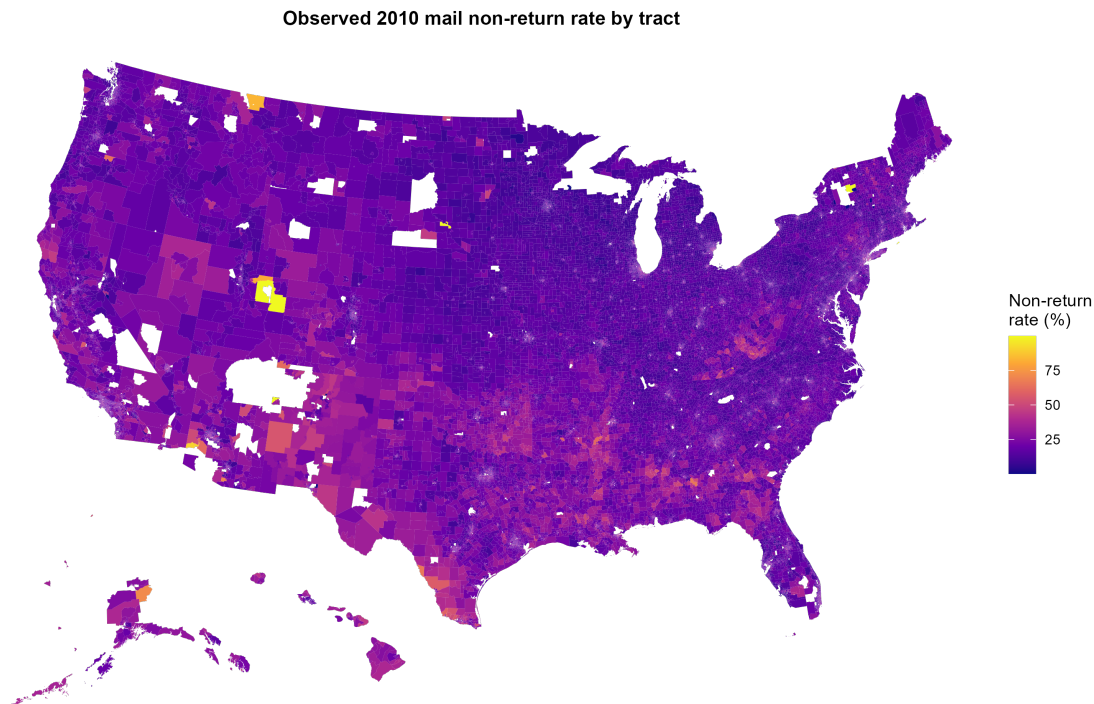 Observed 2010 mail non-return rate by tract
Non-return
rate (%)
75
50
25